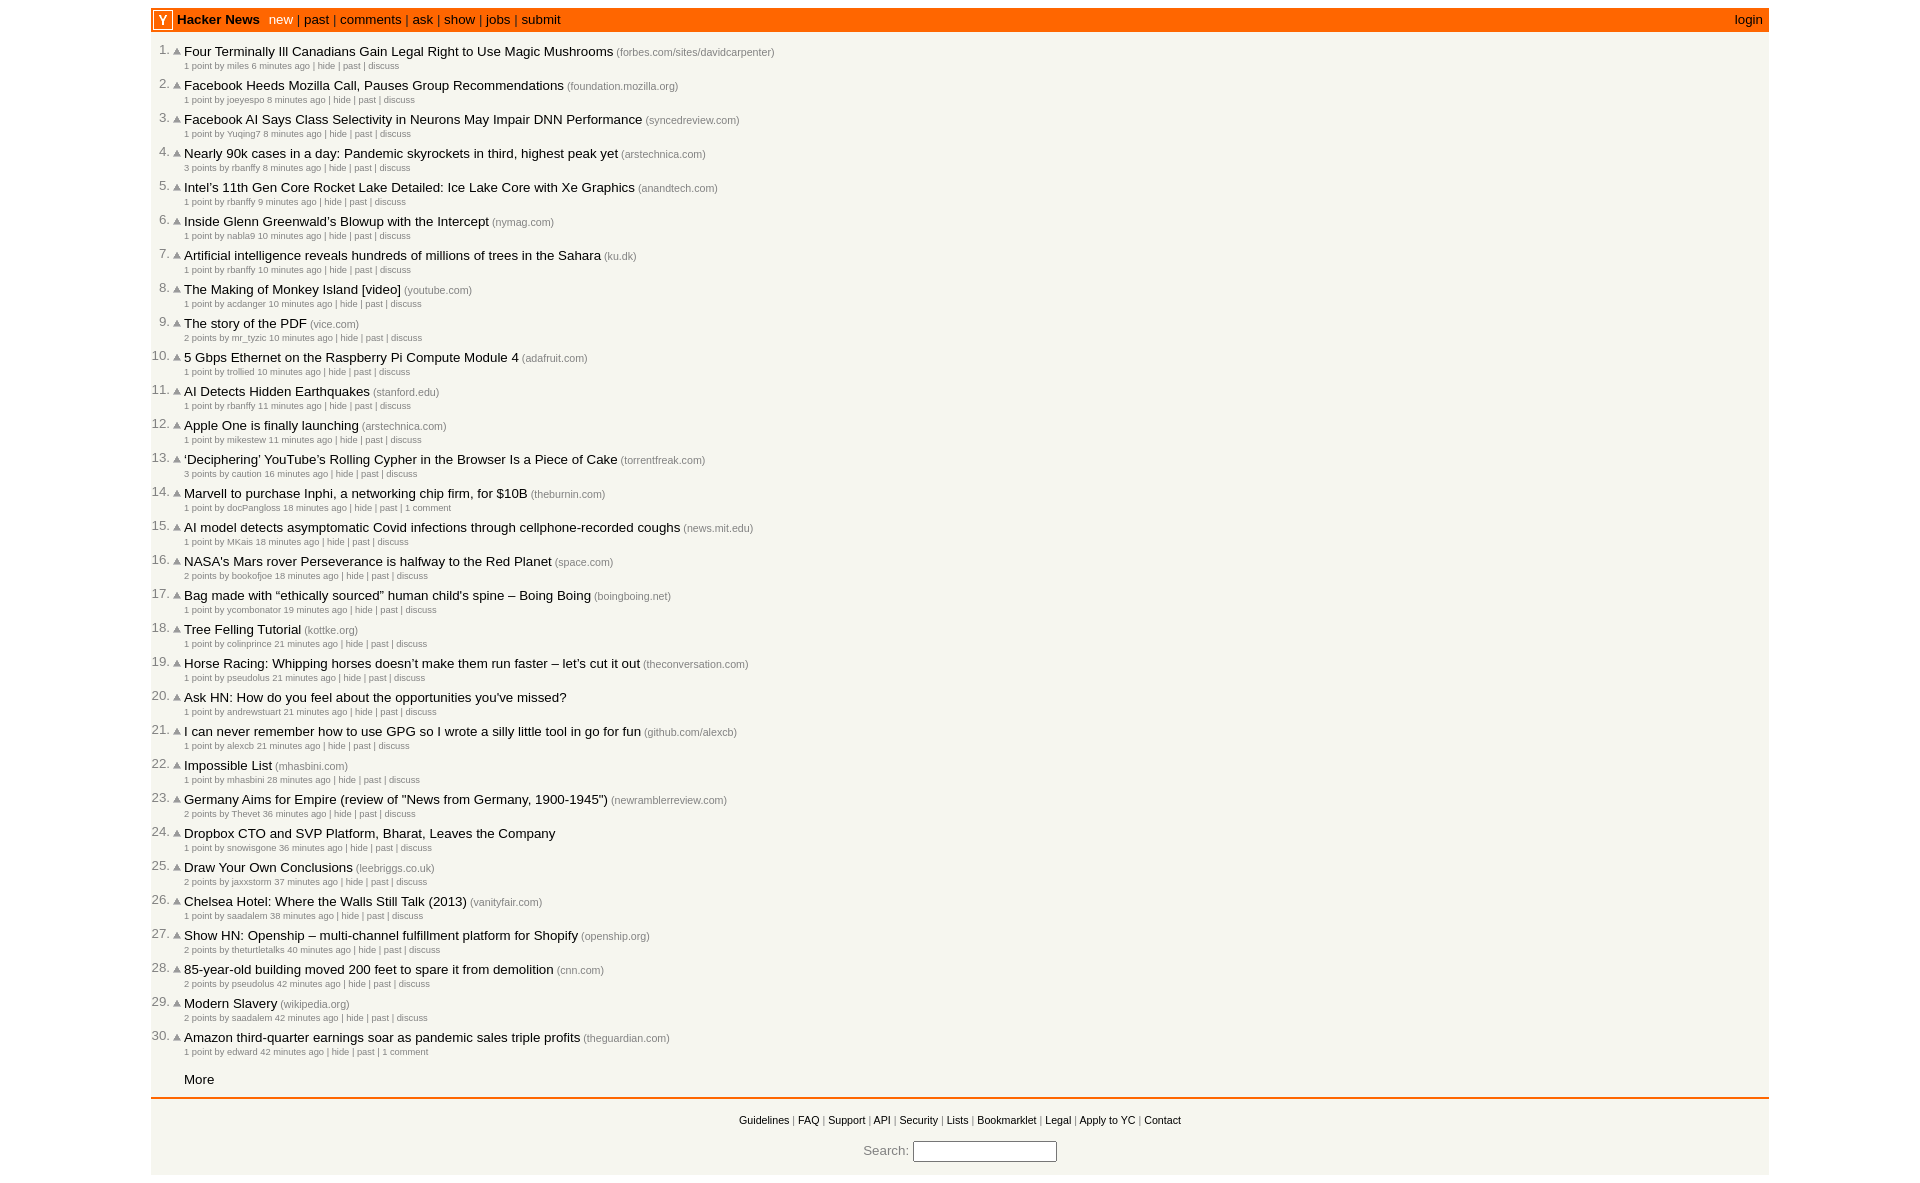 Y Hacker News new | past | comments | ask | show | jobs | submit login
1. Four Terminally Ill Canadians Gain Legal Right to Use Magic Mushrooms (forbes.com/sites/davidcarpenter)
1 point by miles 6 minutes ago | hide | past | discuss
2. Facebook Heeds Mozilla Call, Pauses Group Recommendations (foundation.mozilla.org)
1 point by joeyespo 8 minutes ago | hide | past | discuss
3. Facebook AI Says Class Selectivity in Neurons May Impair DNN Performance (syncedreview.com)
1 point by Yuqing7 8 minutes ago | hide | past | discuss
4. Nearly 90k cases in a day: Pandemic skyrockets in third, highest peak yet (arstechnica.com)
3 points by rbanffy 8 minutes ago | hide | past | discuss
5. Intel’s 11th Gen Core Rocket Lake Detailed: Ice Lake Core with Xe Graphics (anandtech.com)
1 point by rbanffy 9 minutes ago | hide | past | discuss
6. Inside Glenn Greenwald’s Blowup with the Intercept (nymag.com)
1 point by nabla9 10 minutes ago | hide | past | discuss
7. Artificial intelligence reveals hundreds of millions of trees in the Sahara (ku.dk)
1 point by rbanffy 10 minutes ago | hide | past | discuss
8. The Making of Monkey Island [video] (youtube.com)
1 point by acdanger 10 minutes ago | hide | past | discuss
9. The story of the PDF (vice.com)
2 points by mr_tyzic 10 minutes ago | hide | past | discuss
10. 5 Gbps Ethernet on the Raspberry Pi Compute Module 4 (adafruit.com)
1 point by trollied 10 minutes ago | hide | past | discuss
11. AI Detects Hidden Earthquakes (stanford.edu)
1 point by rbanffy 11 minutes ago | hide | past | discuss
12. Apple One is finally launching (arstechnica.com)
1 point by mikestew 11 minutes ago | hide | past | discuss
13. ‘Deciphering’ YouTube’s Rolling Cypher in the Browser Is a Piece of Cake (torrentfreak.com)
3 points by caution 16 minutes ago | hide | past | discuss
14. Marvell to purchase Inphi, a networking chip firm, for $10B (theburnin.com)
1 point by docPangloss 18 minutes ago | hide | past | 1 comment
15. AI model detects asymptomatic Covid infections through cellphone-recorded coughs (news.mit.edu)
1 point by MKais 18 minutes ago | hide | past | discuss
16. NASA's Mars rover Perseverance is halfway to the Red Planet (space.com)
2 points by bookofjoe 18 minutes ago | hide | past | discuss
17. Bag made with “ethically sourced” human child's spine – Boing Boing (boingboing.net)
1 point by ycombonator 19 minutes ago | hide | past | discuss
18. Tree Felling Tutorial (kottke.org)
1 point by colinprince 21 minutes ago | hide | past | discuss
19. Horse Racing: Whipping horses doesn’t make them run faster – let’s cut it out (theconversation.com)
1 point by pseudolus 21 minutes ago | hide | past | discuss
20. Ask HN: How do you feel about the opportunities you've missed?
1 point by andrewstuart 21 minutes ago | hide | past | discuss
21. I can never remember how to use GPG so I wrote a silly little tool in go for fun (github.com/alexcb)
1 point by alexcb 21 minutes ago | hide | past | discuss
22. Impossible List (mhasbini.com)
1 point by mhasbini 28 minutes ago | hide | past | discuss
23. Germany Aims for Empire (review of "News from Germany, 1900-1945") (newramblerreview.com)
2 points by Thevet 36 minutes ago | hide | past | discuss
24. Dropbox CTO and SVP Platform, Bharat, Leaves the Company
1 point by snowisgone 36 minutes ago | hide | past | discuss
25. Draw Your Own Conclusions (leebriggs.co.uk)
2 points by jaxxstorm 37 minutes ago | hide | past | discuss
26. Chelsea Hotel: Where the Walls Still Talk (2013) (vanityfair.com)
1 point by saadalem 38 minutes ago | hide | past | discuss
27. Show HN: Openship – multi-channel fulfillment platform for Shopify (openship.org)
2 points by theturtletalks 40 minutes ago | hide | past | discuss
28. 85-year-old building moved 200 feet to spare it from demolition (cnn.com)
2 points by pseudolus 42 minutes ago | hide | past | discuss
29. Modern Slavery (wikipedia.org)
2 points by saadalem 42 minutes ago | hide | past | discuss
30. Amazon third-quarter earnings soar as pandemic sales triple profits (theguardian.com)
1 point by edward 42 minutes ago | hide | past | 1 comment
More
Guidelines | FAQ | Support | API | Security | Lists | Bookmarklet | Legal | Apply to YC | Contact
Search: